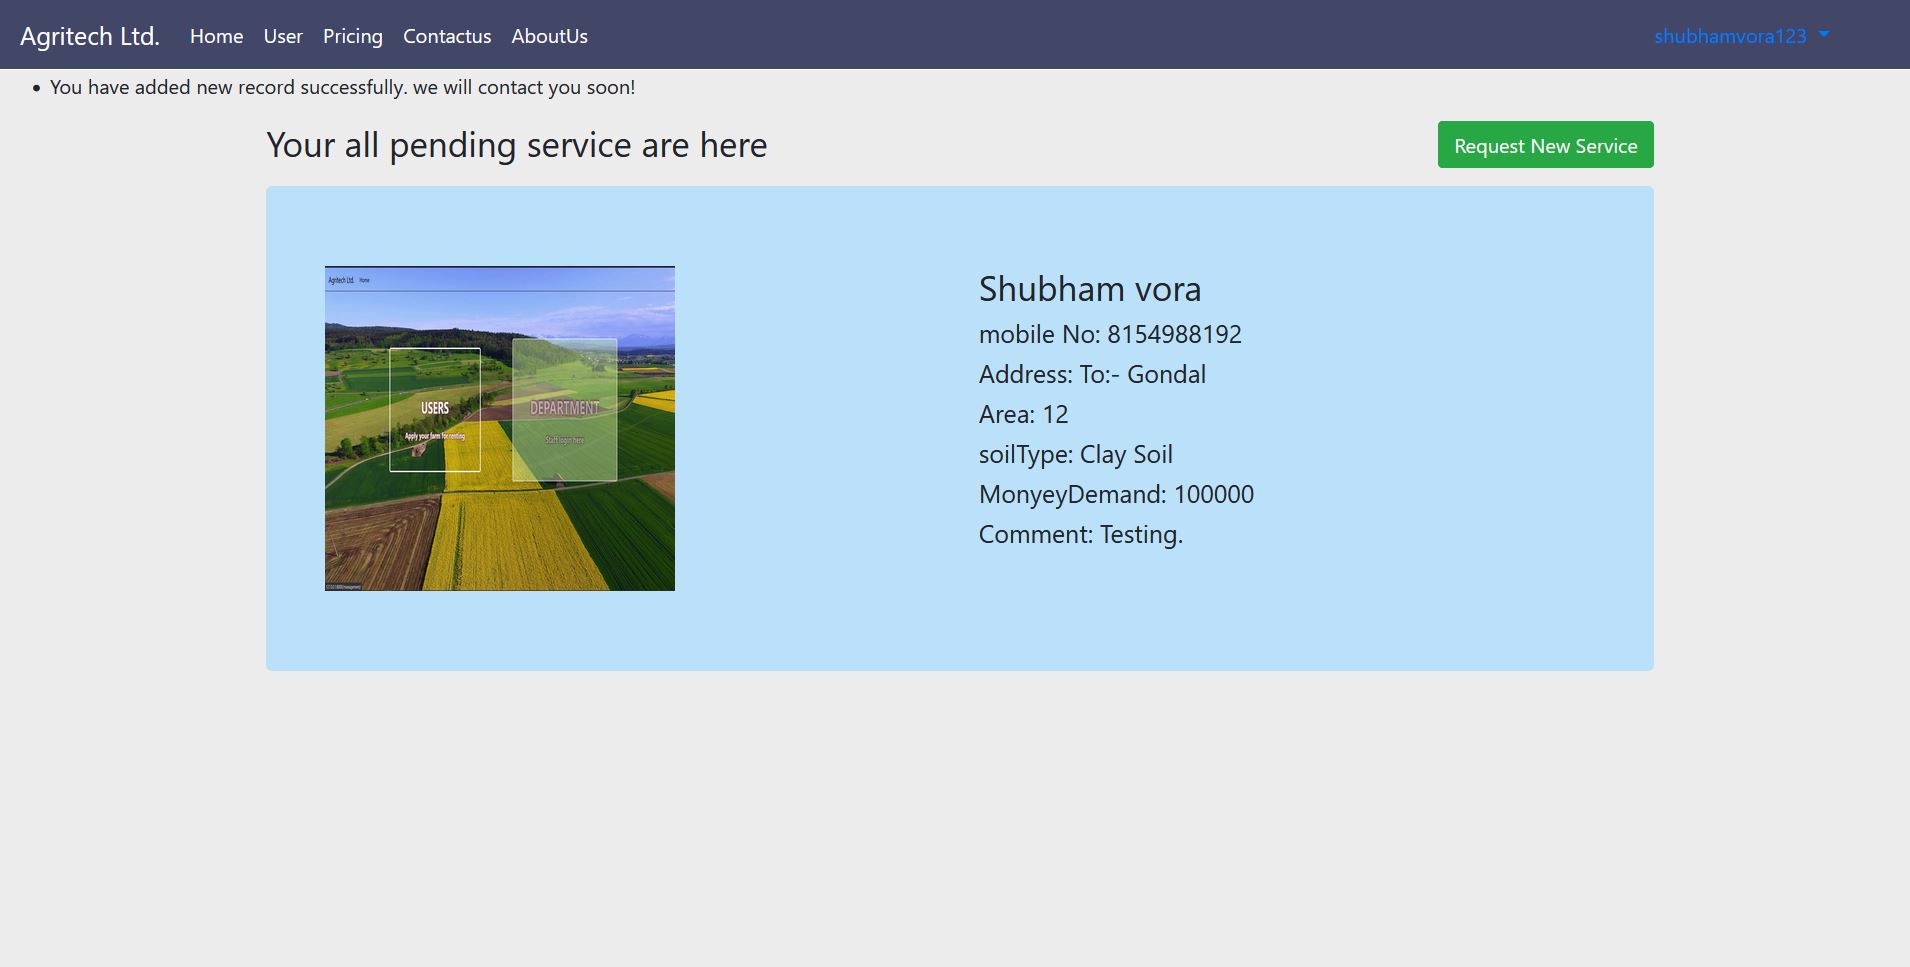 Agritech Ltd. Home User Pricing Contactus AboutUs shubhamvora123
You have added new record successfully. we will contact you soon!
Your all pending service are here
Request New Service
Agritech Ltd. Home
USERS
Apply your farm for renting
DEPARTMENT
Staff login here
Shubham vora
mobile No: 8154988192
Address: To:- Gondal
Area: 12
soilType: Clay Soil
MonyeyDemand: 100000
Comment: Testing.